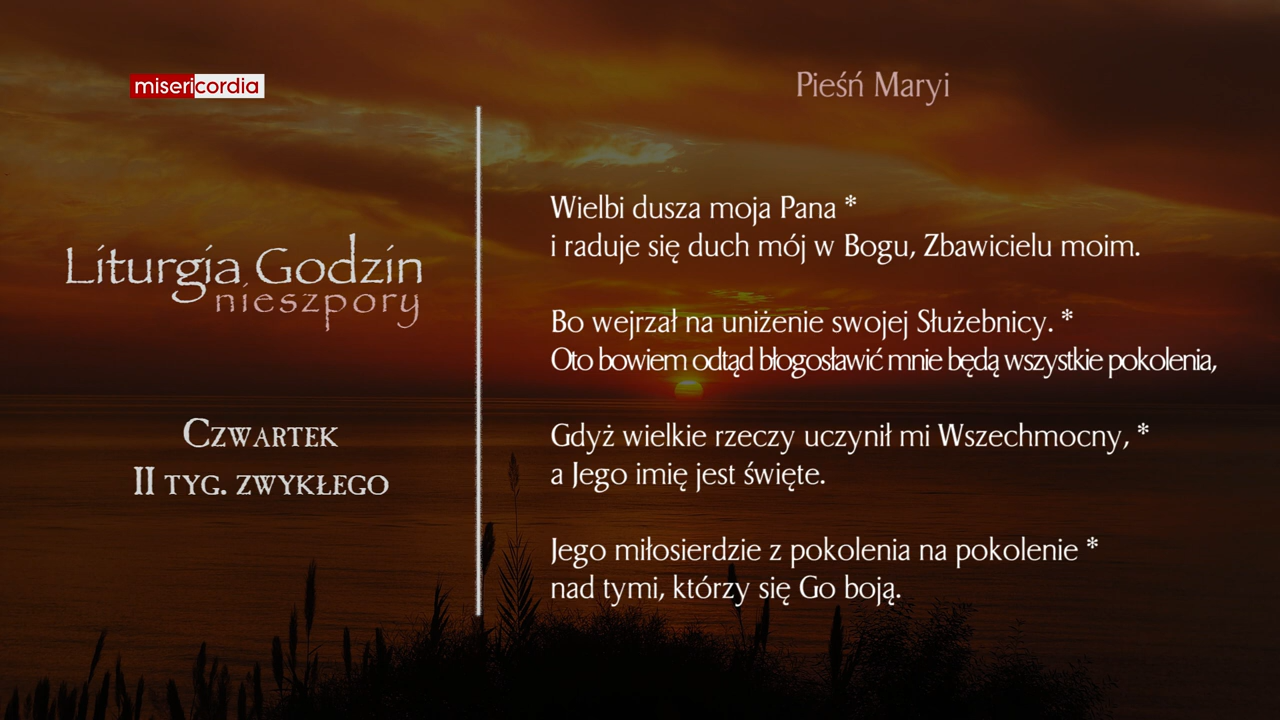 misericordia
Liturgia Godzin
nieszpory
Czwartek
II tyg. zwykłego
Pieśń Maryi
Wielbi dusza moja Pana *
i raduje się duch mój w Bogu, Zbawicielu moim.
Bo wejrzał na uniżenie swojej Służebnicy. *
Oto bowiem odtąd błogosławić mnie będą wszystkie pokolenia,
Gdyż wielkie rzeczy uczynił mi Wszechmocny, *
a Jego imię jest święte.
Jego miłosierdzie z pokolenia na pokolenie *
nad tymi, którzy się Go boją.